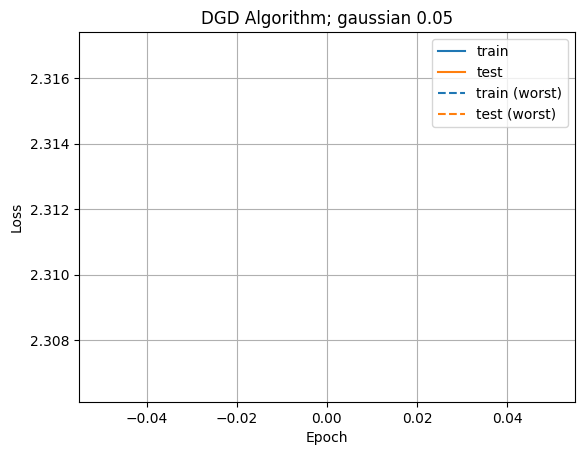 DGD Algorithm; gaussian 0.05
train
test
train (worst)
test (worst)
2.316
2.314
2.312
2.310
2.308
Loss
−0.04
−0.02
0.00
0.02
0.04
Epoch